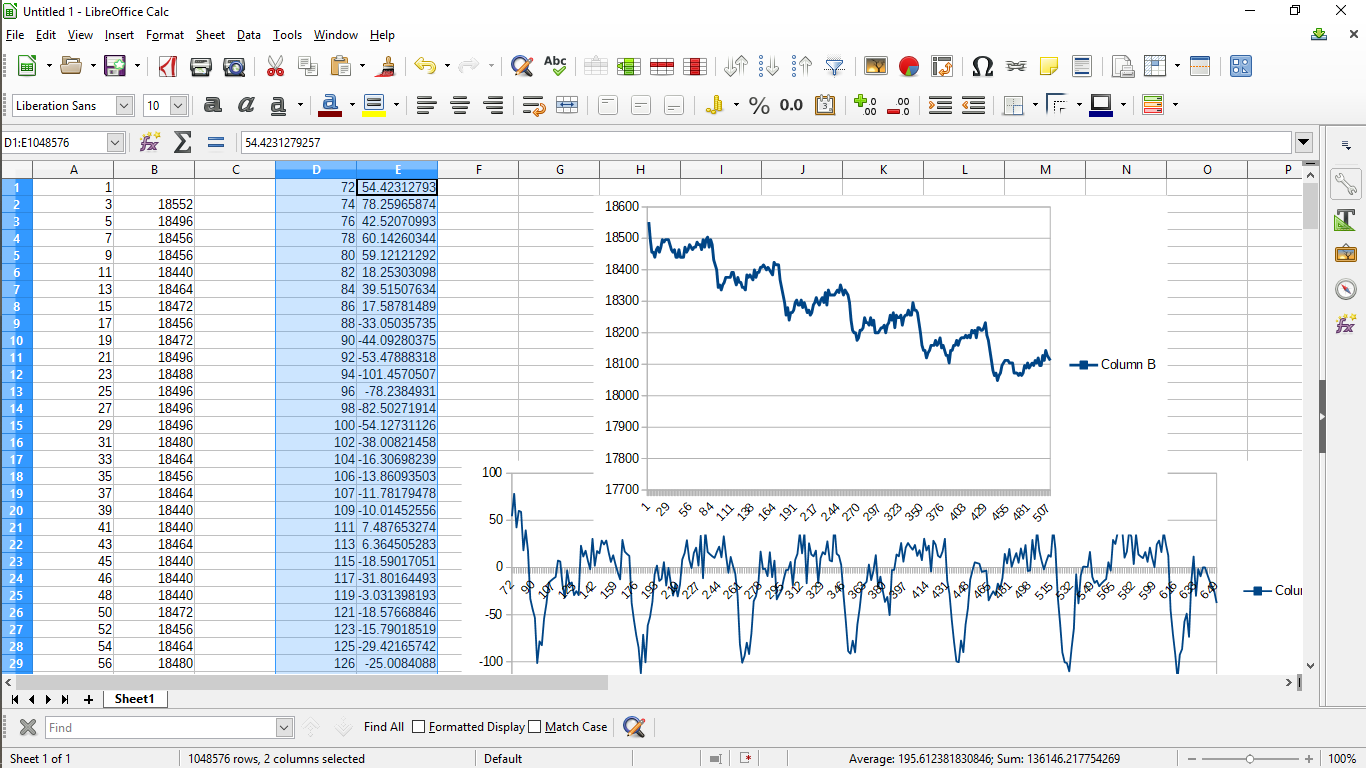 Untitled 1 - LibreOffice Calc
File Edit View Insert Format Sheet Data Tools Window Help
Liberation Sans 10
D1:E1048576 54.4231279257
A B C D E F G H I J K L M N O P
1 1 72 54.42312793
2 3 18552 74 78.25965874
3 5 18496 76 42.52070993
4 7 18456 78 60.14260344
5 9 18456 80 59.12121292
6 11 18440 82 18.25303098
7 13 18464 84 39.51507634
8 15 18472 86 17.58781489
9 17 18456 88 -33.05035735
10 19 18472 90 -44.09280375
11 21 18496 92 -53.47888318
12 23 18488 94 -101.4570507
13 25 18496 96 -78.2384931
14 27 18496 98 -82.50271914
15 29 18496 100 -54.12731126
16 31 18480 102 -38.00821458
17 33 18464 104 -16.30698239
18 35 18456 106 -13.86093503
19 37 18464 107 -11.78179478
20 39 18440 109 -10.01452556
21 41 18440 111 7.487653274
22 43 18464 113 6.364505283
23 45 18440 115 -18.59017051
24 46 18440 117 -31.80164493
25 48 18440 119 -3.031398193
26 50 18472 121 -18.57668846
27 52 18456 123 -15.79018519
28 54 18464 125 -29.42165742
29 56 18480 126 -25.0084088
18600
18500
18400
18300
18200
18100
18000
17900
17800
17700
1 29 56 84 111 138 164 191 217 244 270 297 323 350 376 403 429 455 481 507
Column B
100
50
0
-50
-100
72 90 107 125 142 159 176 193 210 227 244 261 278 295 312 329 346 363 380 397 414 431 448 465 481 498 515 532 549 565 582 599 616 633 649
Colu
Sheet1
Find Find All Formatted Display Match Case
Sheet 1 of 1 1048576 rows, 2 columns selected Default Average: 195.612381830846; Sum: 136146.217754269 100%